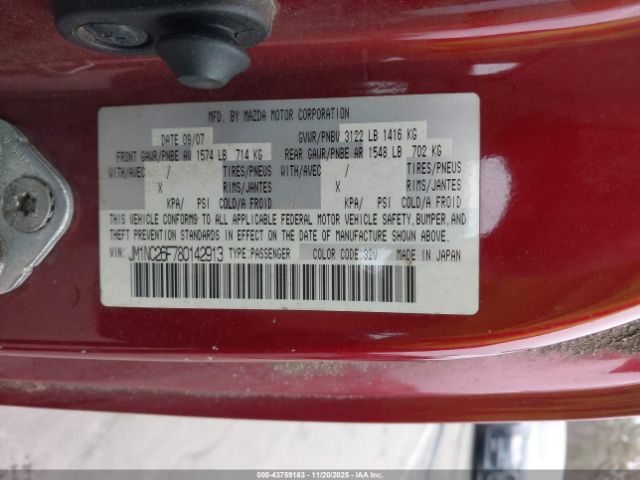 MFD. BY MAZDA MOTOR CORPORATION
DATE 09/07 GVWR/PNBV 3122 LB 1416 KG
FRONT GAWR/PNBE AV 1574 LB 714 KG REAR GAWR/PNBE AR 1548 LB 702 KG
WITH/AVEC / TIRES/PNEUS WITH/AVEC / TIRES/PNEUS
X RIMS/JANTES X RIMS/JANTES
KPA/ PSI COLD/A FROID KPA/ PSI COLD/A FROID
THIS VEHICLE CONFORMS TO ALL APPLICABLE FEDERAL MOTOR VEHICLE SAFETY, BUMPER, AND
THEFT PREVENTION STANDARDS IN EFFECT ON THE DATE OF MANUFACTURE SHOWN ABOVE.
VIN: JM1NC26F780142913 TYPE:PASSENGER COLOR CODE:32V MADE IN JAPAN
000-43759163 - 11/20/2025 - IAAI Corp.